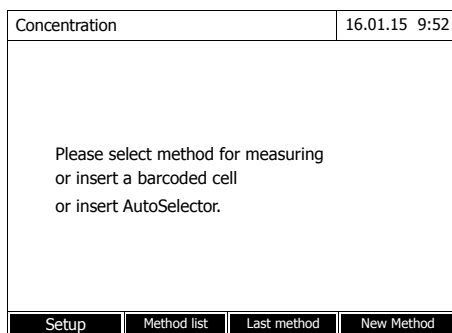 Concentration 16.01.15 9:52
Please select method for measuring
or insert a barcoded cell
or insert AutoSelector.
Setup Method list Last method New Method